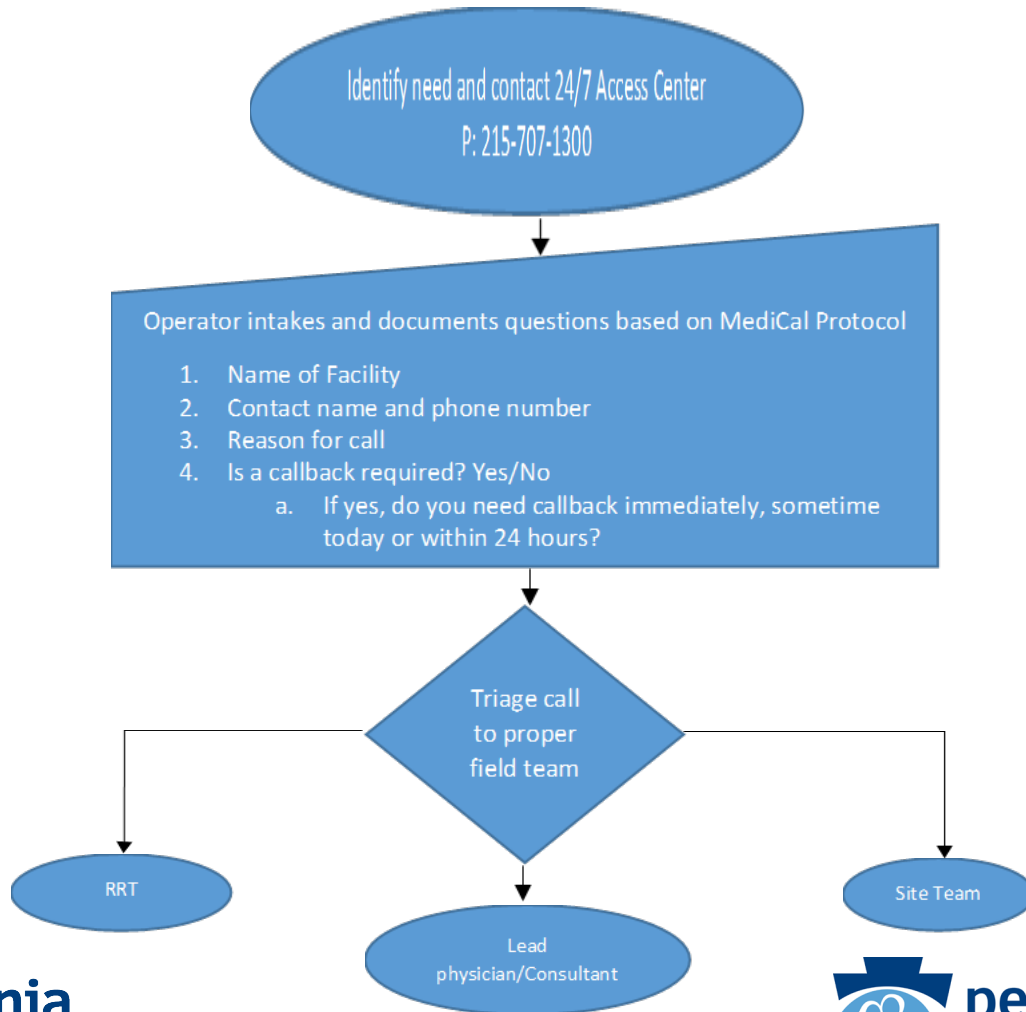 Identify need and contact 24/7 Access Center
P: 215-707-1300
Operator intakes and documents questions based on MediCal Protocol
1. Name of Facility
2. Contact name and phone number
3. Reason for call
4. Is a callback required? Yes/No
a. If yes, do you need callback immediately, sometime
today or within 24 hours?
Triage call
to proper
field team
RRT
Site Team
Lead
physician/Consultant
nia
pe